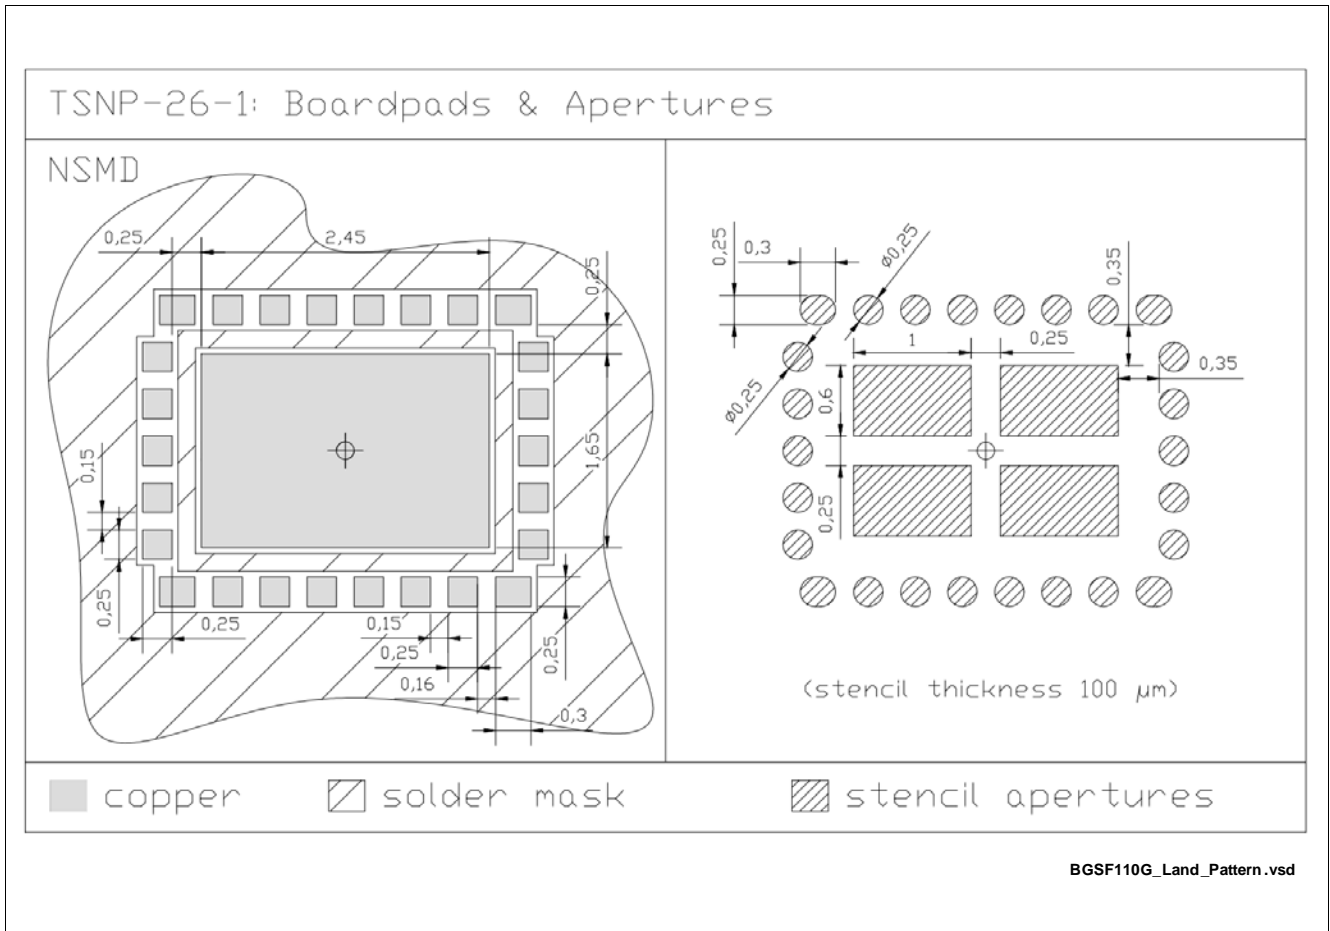 TSNP-26-1: Boardpads & Apertures
NSMD
0,25
2,45
0,25
1,65
0,15
0,25
0,25
0,15
0,25
0,16
0,3
0,25
0,25
0,3
ø0,25
0,35
1
0,25
0,35
ø0,25
0,6
0,25
(stencil thickness 100 µm)
copper
solder mask
stencil apertures
BGSF110G_Land_Pattern.vsd